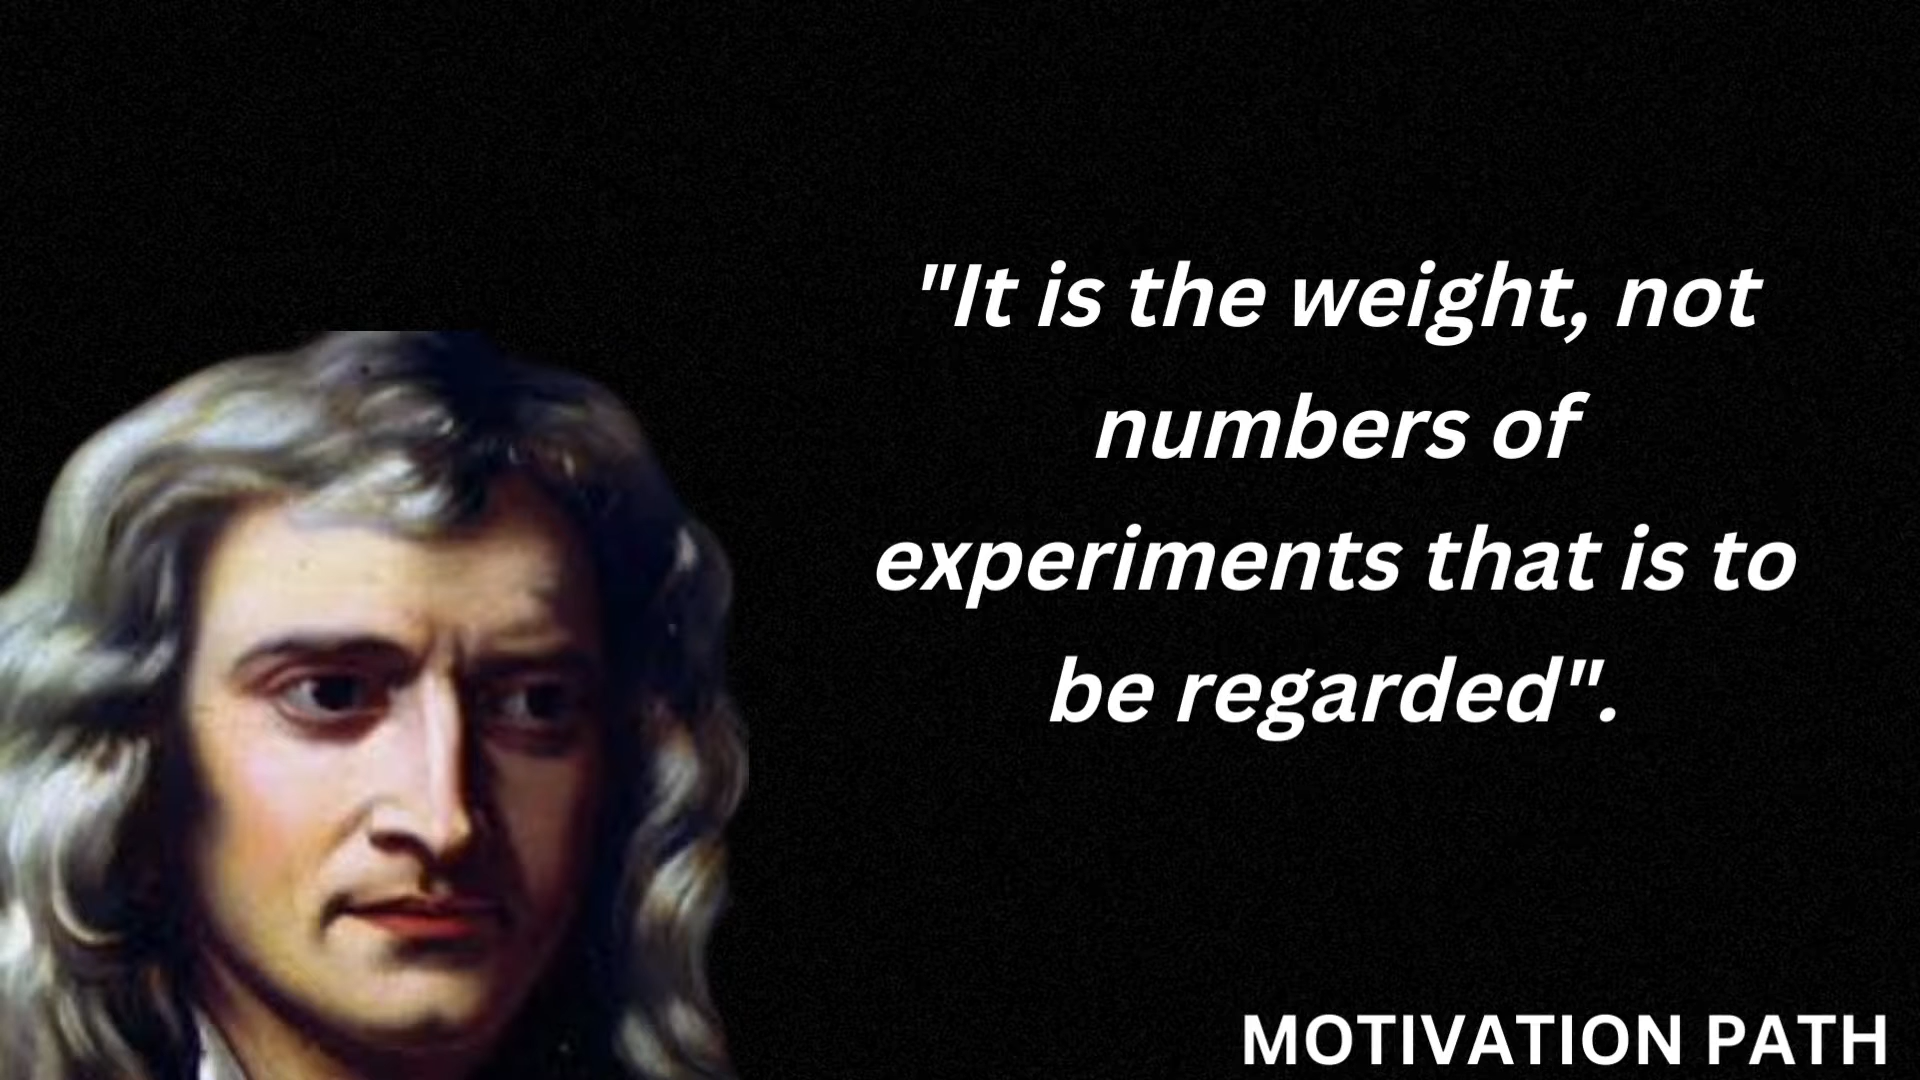 "It is the weight, not
numbers of
experiments that is to
be regarded".
MOTIVATION PATH